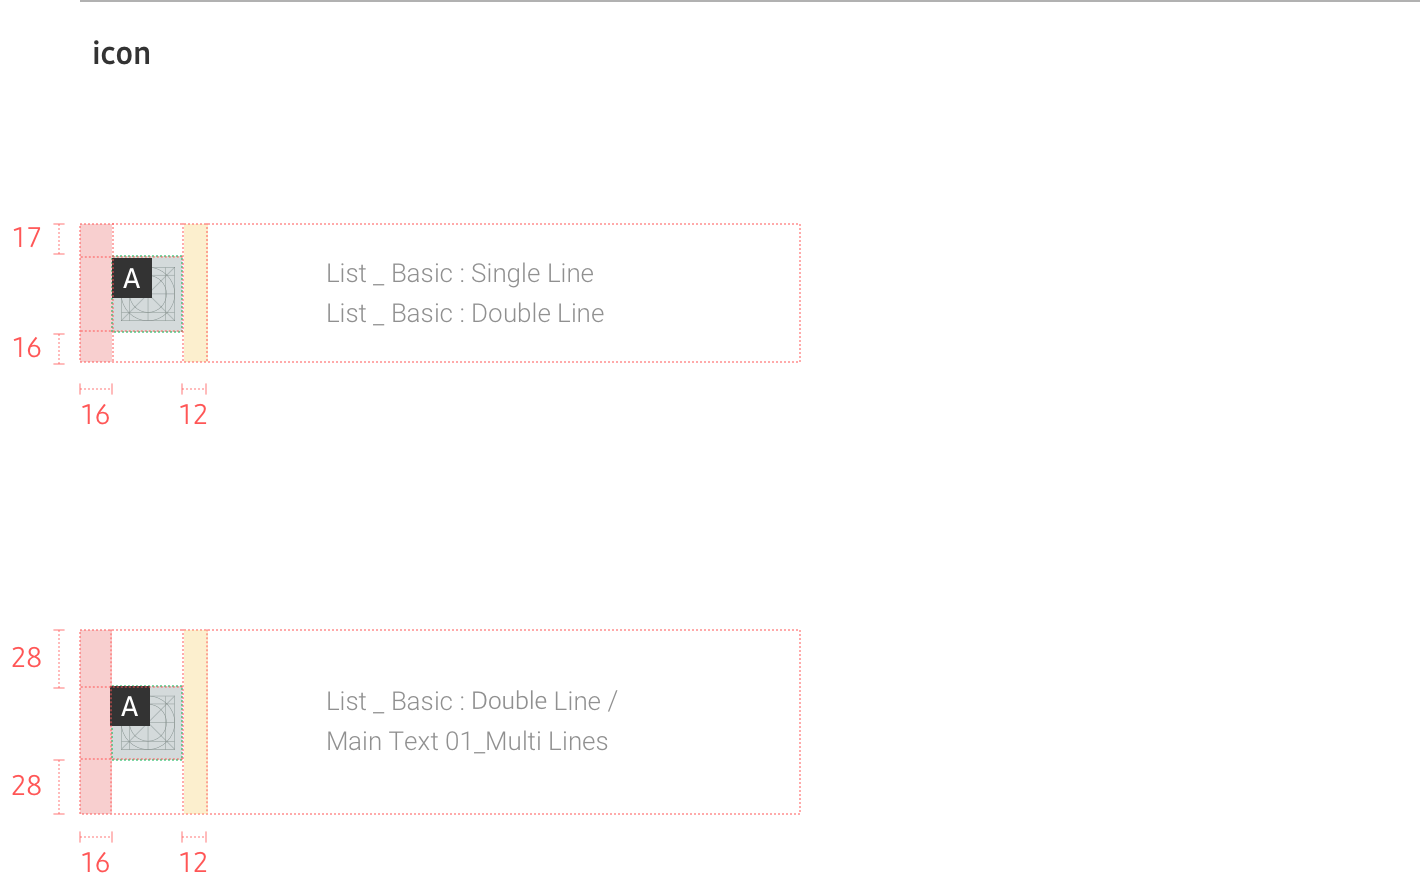 icon
17
A
List _ Basic : Single Line
List _ Basic : Double Line
16
16
12
28
A
List _ Basic : Double Line /
Main Text 01_Multi Lines
28
16
12